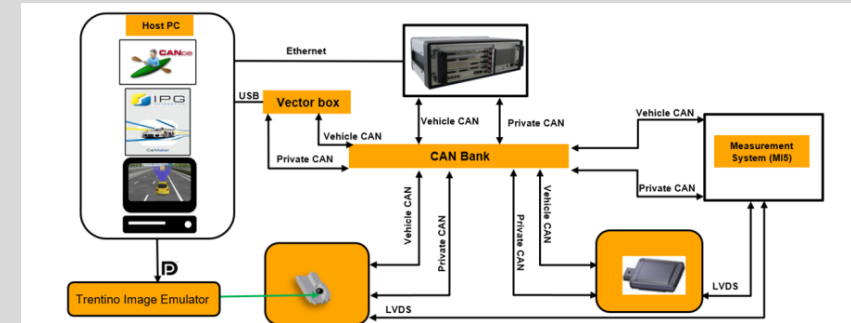 Host PC
CANoe
Ethernet
IPG
AUTOMOTIVE
CarMaker
USB
Vector box
Vehicle CAN
Private CAN
Vehicle CAN
Private CAN
CAN Bank
Vehicle CAN
Measurement
System (MI5)
Private CAN
Vehicle CAN
Private CAN
Private CAN
Vehicle CAN
D
Trentino Image Emulator
LVDS
LVDS